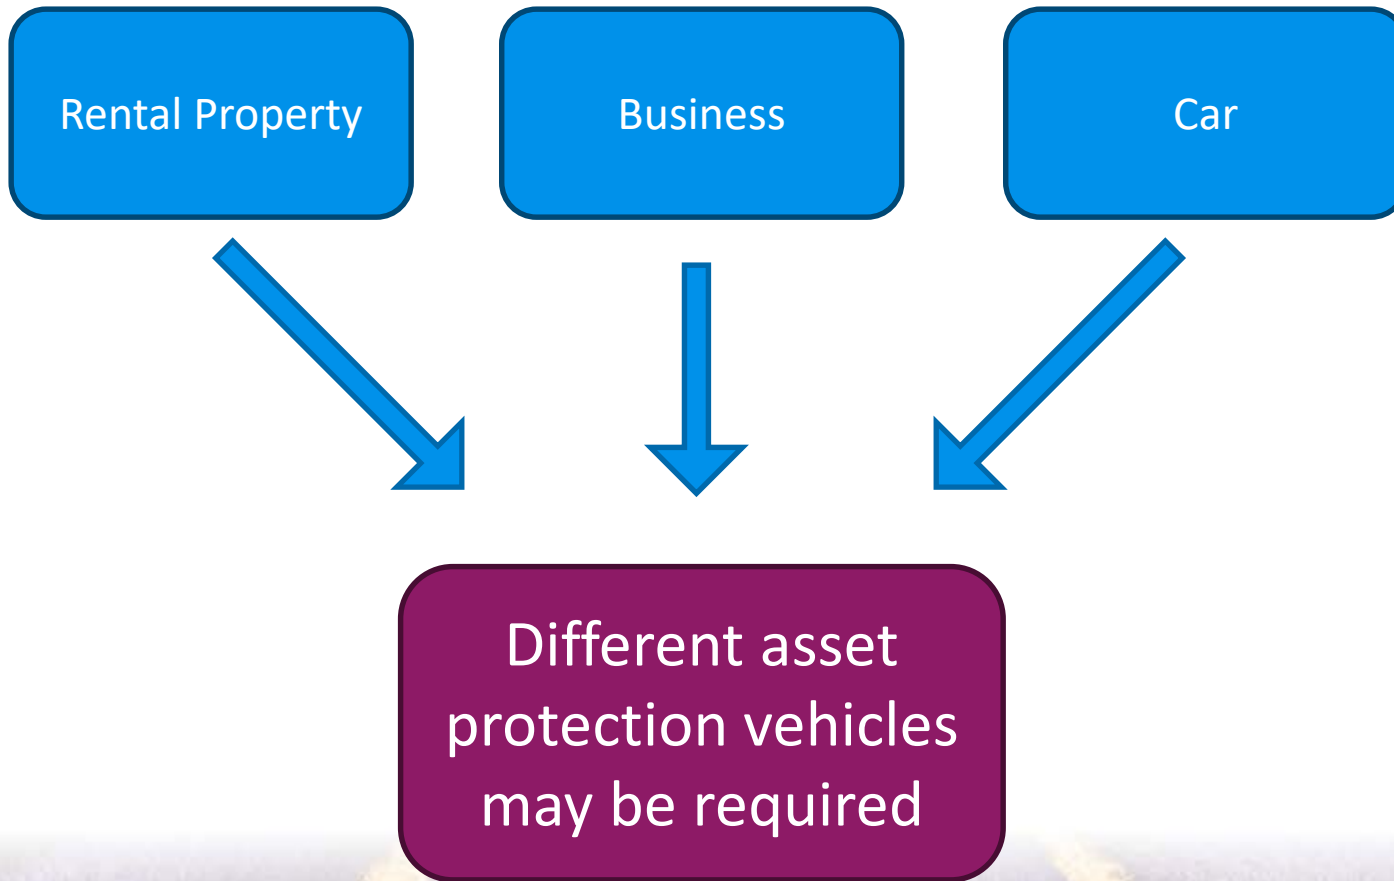 Rental Property
Business
Car
Different asset
protection vehicles
may be required